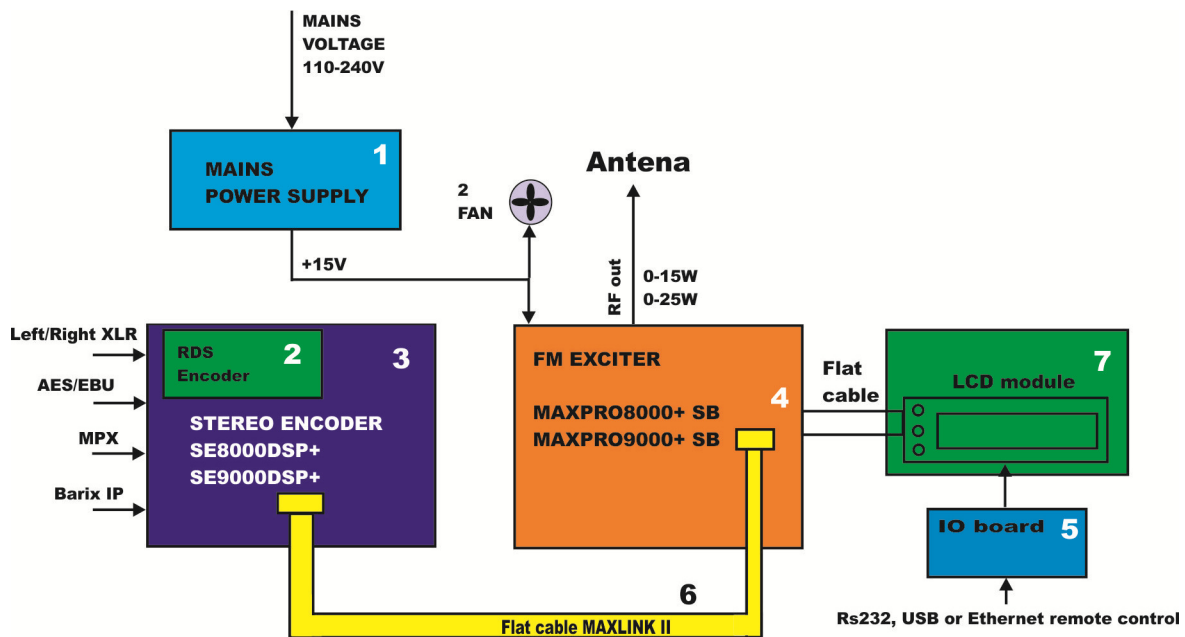 MAINS
VOLTAGE
110-240V
1
MAINS
POWER SUPPLY
2
FAN
Antena
+15V
RF out
0-15W
0-25W
Left/Right XLR
AES/EBU
MPX
Barix IP
RDS
Encoder
2
3
STEREO ENCODER
SE8000DSP+
SE9000DSP+
FM EXCITER
4
MAXPRO8000+ SB
MAXPRO9000+ SB
Flat
cable
7
LCD module
IO board
5
Rs232, USB or Ethernet remote control
6
Flat cable MAXLINK II